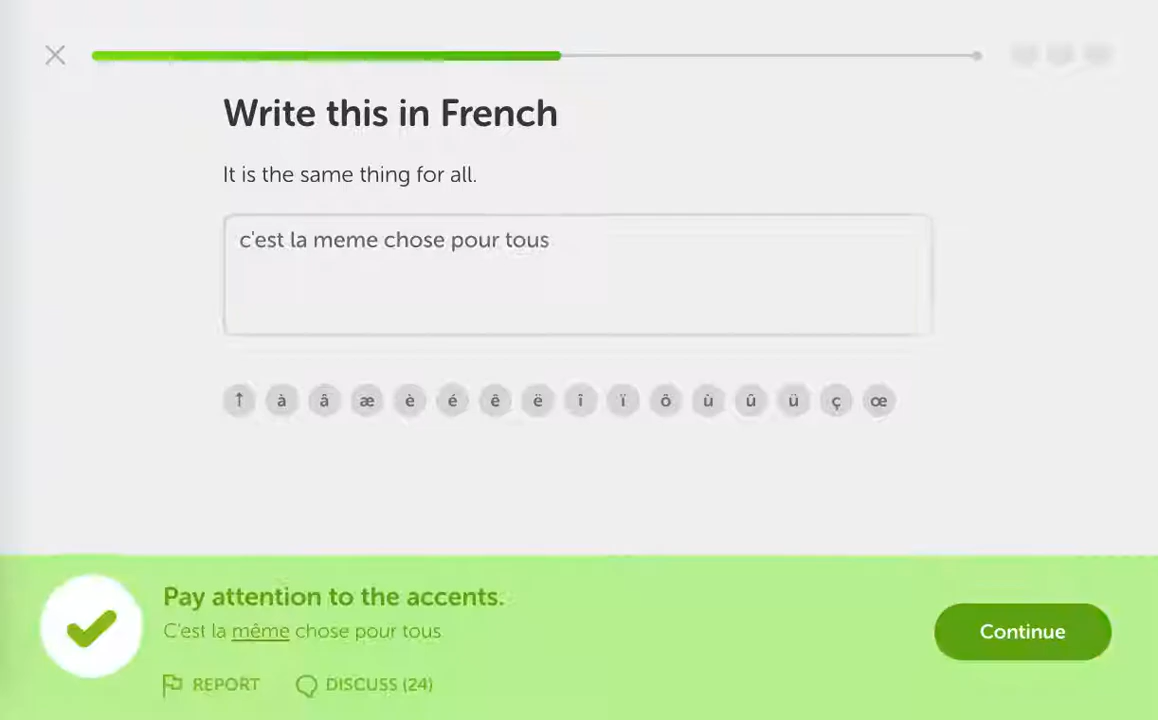 Write this in French
It is the same thing for all.
c'est la meme chose pour tous
↑ à â æ è é ê ë î ï ô ù û ü ç œ
Pay attention to the accents.
C'est la même chose pour tous
Continue
REPORT DISCUSS (24)